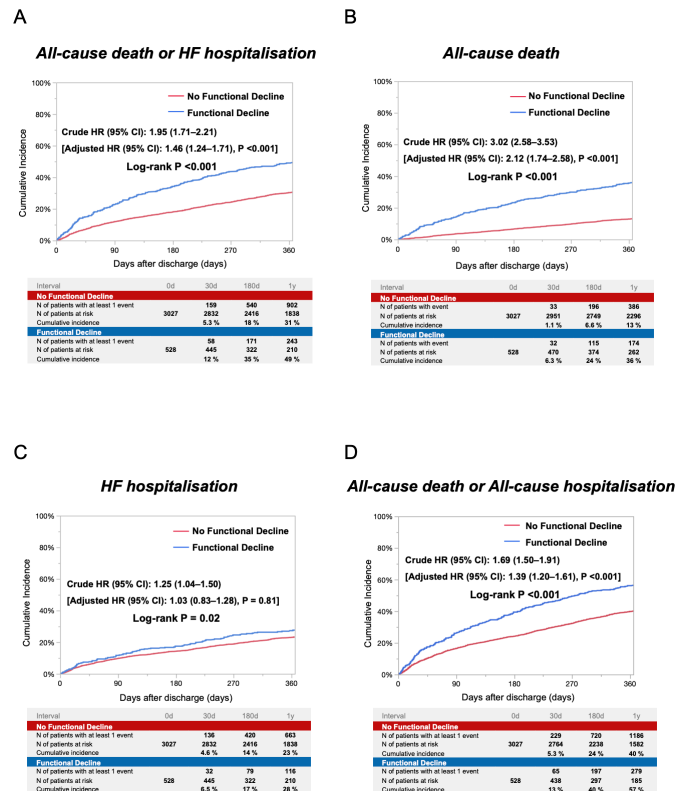 A
All-cause death or HF hospitalisation
100%
80%
60%
40%
20%
0%
Cumulative Incidence
No Functional Decline
Functional Decline
Crude HR (95% CI): 1.95 (1.71–2.21)
[Adjusted HR (95% CI): 1.46 (1.24–1.71), P <0.001]
Log-rank P <0.001
0 90 180 270 360
Days after discharge (days)
Interval 0d 30d 180d 1y
No Functional Decline
N of patients with at least 1 event 159 540 902
N of patients at risk 3027 2832 2416 1838
Cumulative incidence 5.3 % 18 % 31 %
Functional Decline
N of patients with at least 1 event 58 171 243
N of patients at risk 528 445 322 210
Cumulative incidence 12 % 35 % 49 %
B
All-cause death
100%
80%
60%
40%
20%
0%
Cumulative Incidence
No Functional Decline
Functional Decline
Crude HR (95% CI): 3.02 (2.58–3.53)
[Adjusted HR (95% CI): 2.12 (1.74–2.58), P <0.001]
Log-rank P <0.001
0 90 180 270 360
Days after discharge (days)
Interval 0d 30d 180d 1y
No Functional Decline
N of patients with event 33 196 386
N of patients at risk 3027 2951 2749 2296
Cumulative incidence 1.1 % 6.6 % 13 %
Functional Decline
N of patients with event 32 115 174
N of patients at risk 528 470 374 262
Cumulative incidence 6.3 % 24 % 36 %
C
HF hospitalisation
100%
80%
60%
40%
20%
0%
Cumulative Incidence
No Functional Decline
Functional Decline
Crude HR (95% CI): 1.25 (1.04–1.50)
[Adjusted HR (95% CI): 1.03 (0.83–1.28), P = 0.81]
Log-rank P = 0.02
0 90 180 270 360
Days after discharge (days)
Interval 0d 30d 180d 1y
No Functional Decline
N of patients with at least 1 event 136 420 663
N of patients at risk 3027 2832 2416 1838
Cumulative incidence 4.6 % 14 % 23 %
Functional Decline
N of patients with at least 1 event 32 79 116
N of patients at risk 528 445 322 210
Cumulative incidence 6.5 % 17 % 28 %
D
All-cause death or All-cause hospitalisation
100%
80%
60%
40%
20%
0%
Cumulative Incidence
No Functional Decline
Functional Decline
Crude HR (95% CI): 1.69 (1.50–1.91)
[Adjusted HR (95% CI): 1.39 (1.20–1.61), P <0.001]
Log-rank P <0.001
0 90 180 270 360
Days after discharge (days)
Interval 0d 30d 180d 1y
No Functional Decline
N of patients with at least 1 event 229 720 1186
N of patients at risk 3027 2764 2238 1582
Cumulative incidence 5.3 % 24 % 40 %
Functional Decline
N of patients with at least 1 event 65 197 279
N of patients at risk 528 438 297 185
Cumulative incidence 13 % 40 % 57 %